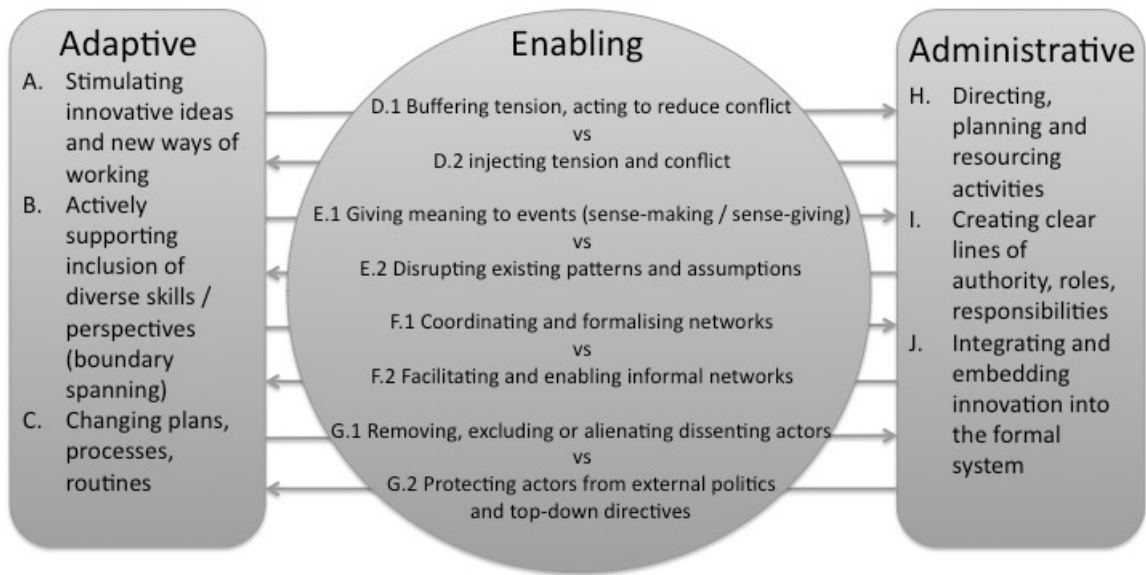 Adaptive
A. Stimulating
innovative ideas
and new ways of
working
B. Actively
supporting
inclusion of
diverse skills /
perspectives
(boundary
spanning)
C. Changing plans,
processes,
routines
Enabling
D.1 Buffering tension, acting to reduce conflict
vs
D.2 injecting tension and conflict
E.1 Giving meaning to events (sense-making / sense-giving)
vs
E.2 Disrupting existing patterns and assumptions
F.1 Coordinating and formalising networks
vs
F.2 Facilitating and enabling informal networks
G.1 Removing, excluding or alienating dissenting actors
vs
G.2 Protecting actors from external politics
and top-down directives
Administrative
H. Directing,
planning and
resourcing
activities
I. Creating clear
lines of
authority, roles,
responsibilities
J. Integrating and
embedding
innovation into
the formal
system